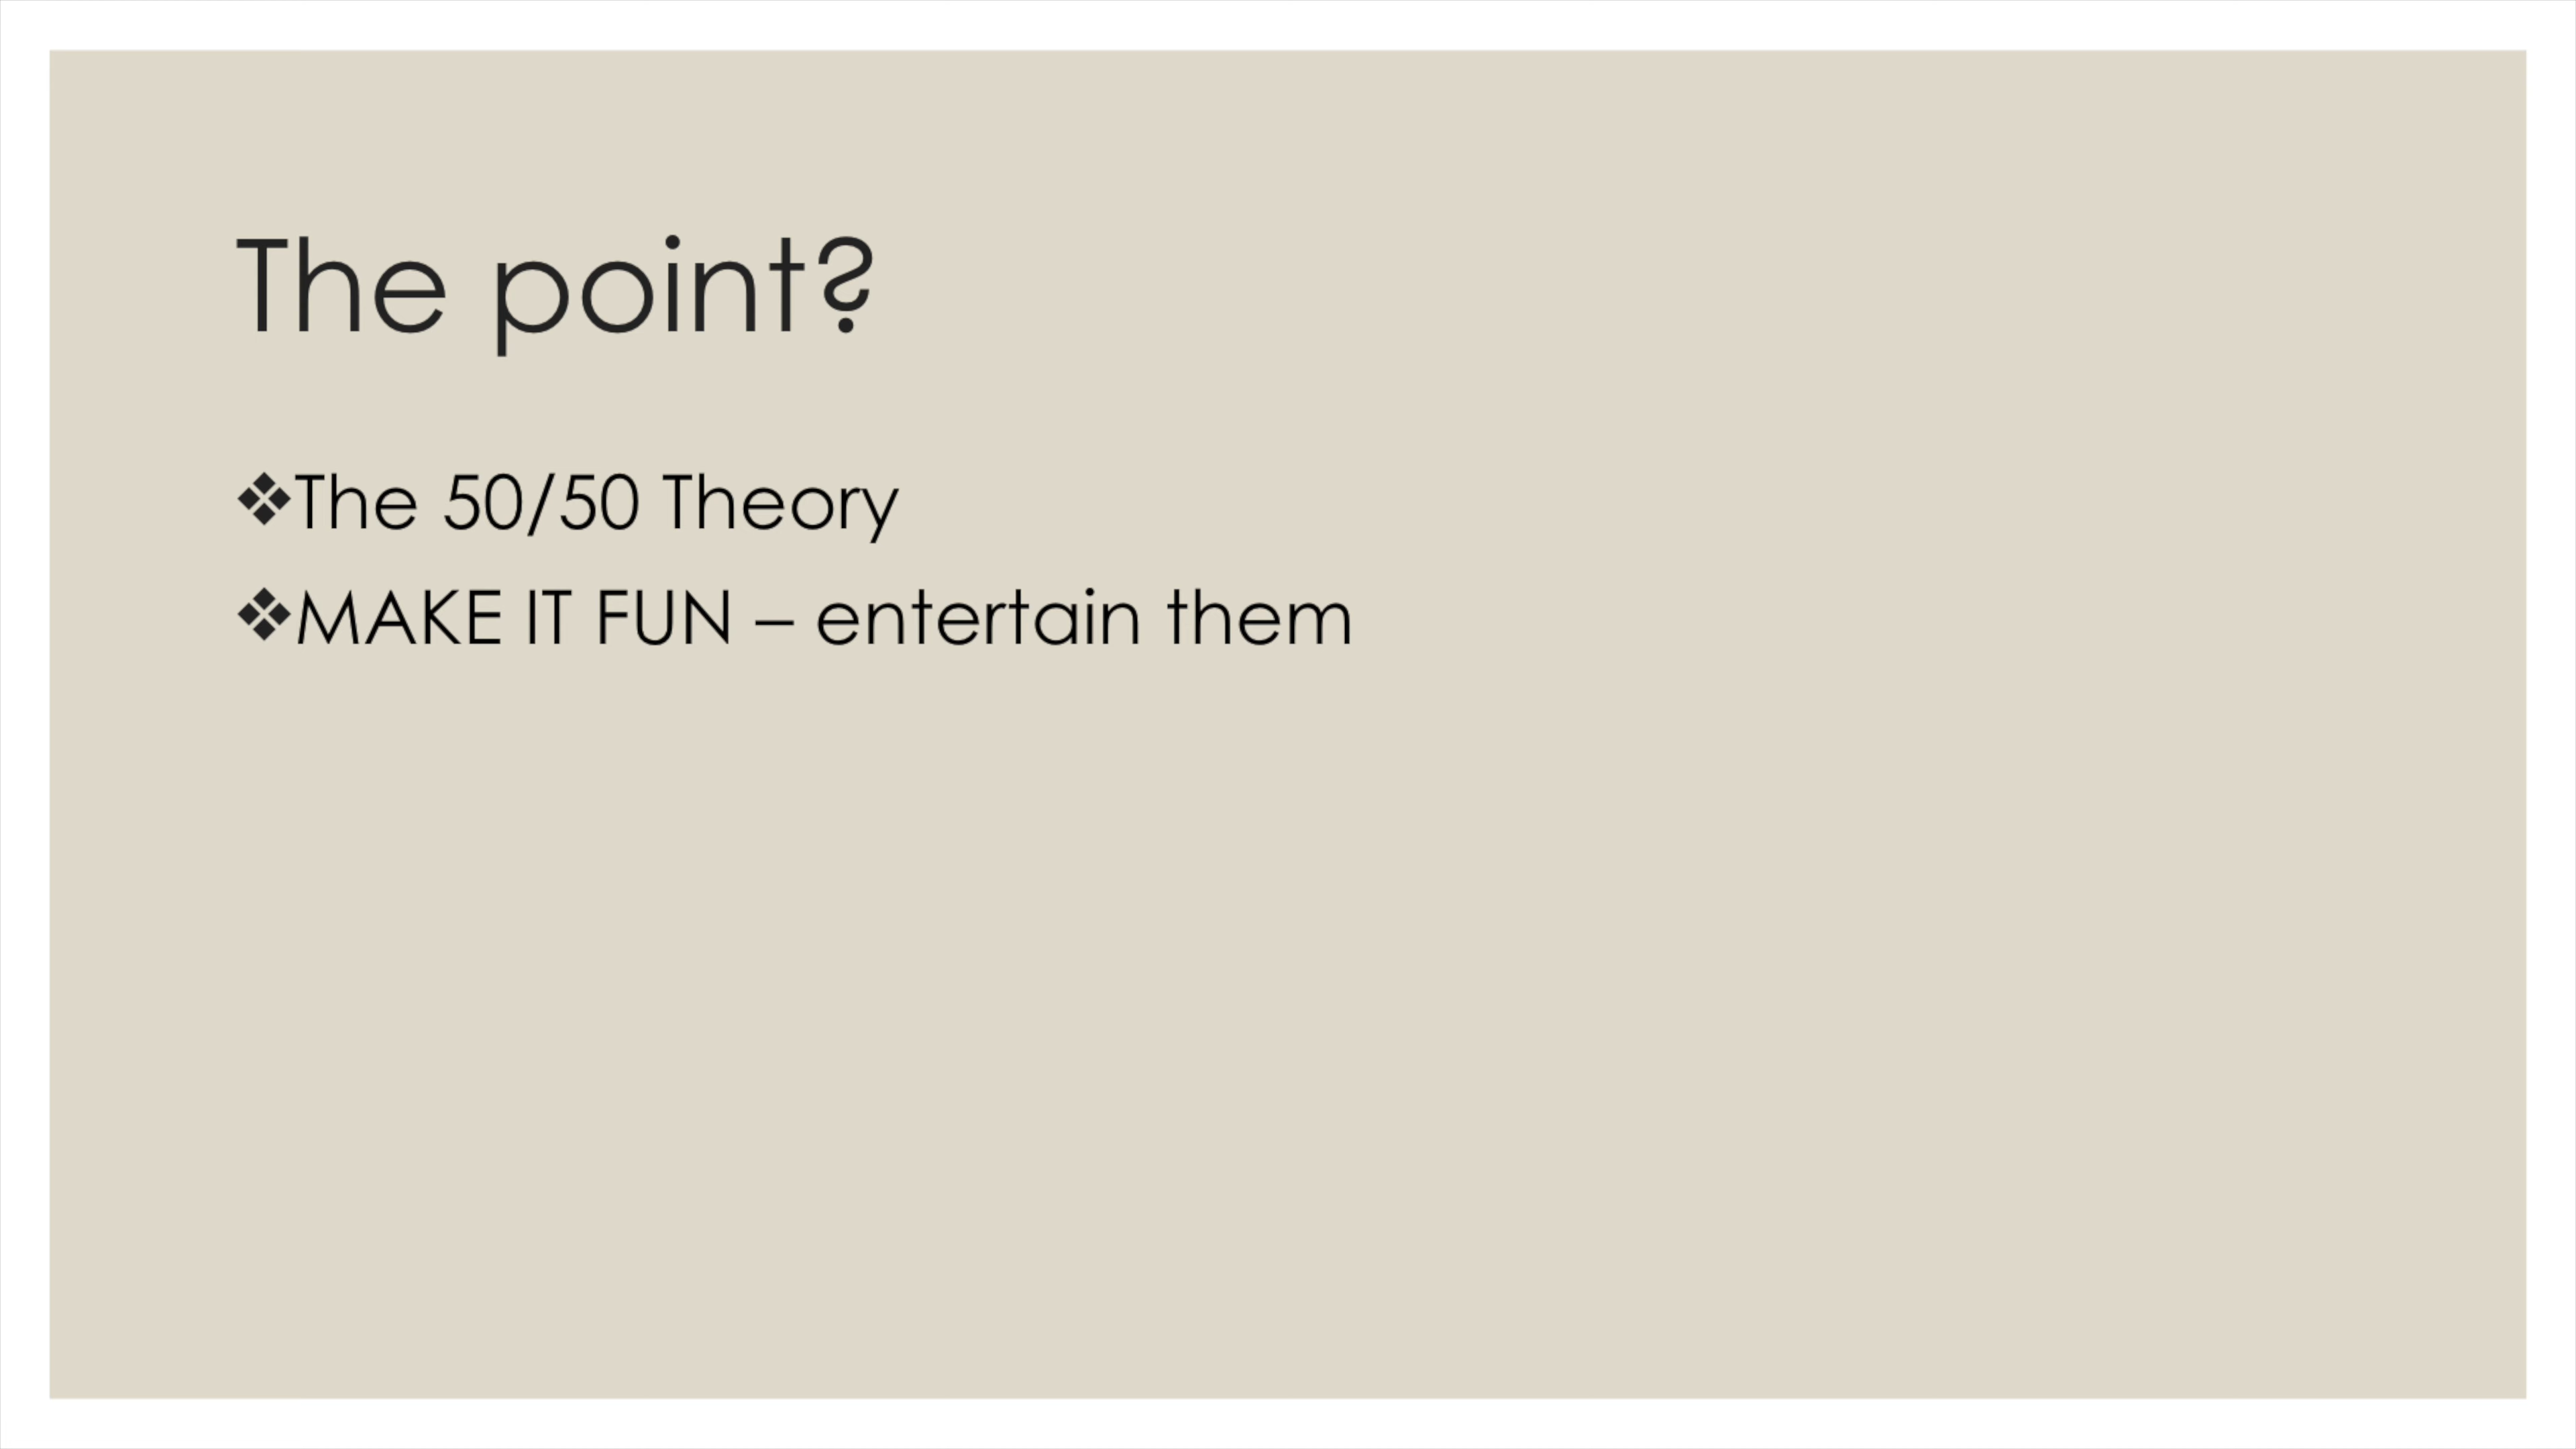 The point?
❖The 50/50 Theory
❖MAKE IT FUN – entertain them